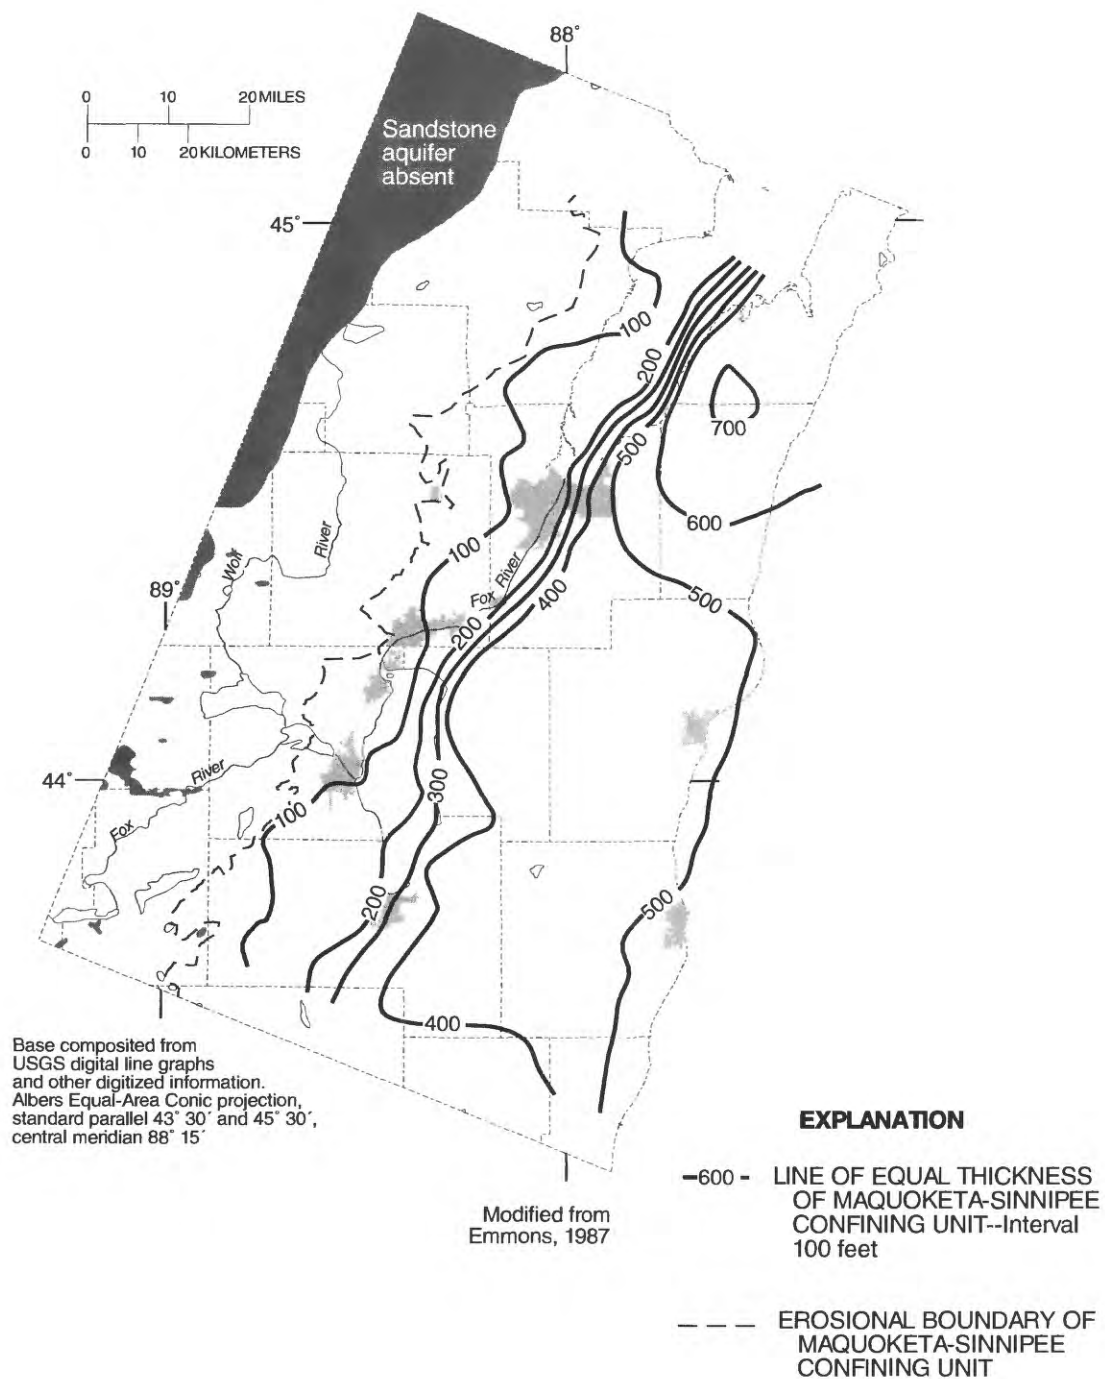 88°
0 10 20 MILES
0 10 20 KILOMETERS
Sandstone
aquifer
absent
45°
100
200
700
500
600
100
River
Wolf
Fox River
400
500
89°
200
44°
River
Fox
300
100
200
500
400
Base composited from
USGS digital line graphs
and other digitized information.
Albers Equal-Area Conic projection,
standard parallel 43° 30´ and 45° 30´,
central meridian 88° 15´
Modified from
Emmons, 1987
EXPLANATION
600
LINE OF EQUAL THICKNESS
OF MAQUOKETA-SINNIPEE
CONFINING UNIT--Interval
100 feet
EROSIONAL BOUNDARY OF
MAQUOKETA-SINNIPEE
CONFINING UNIT